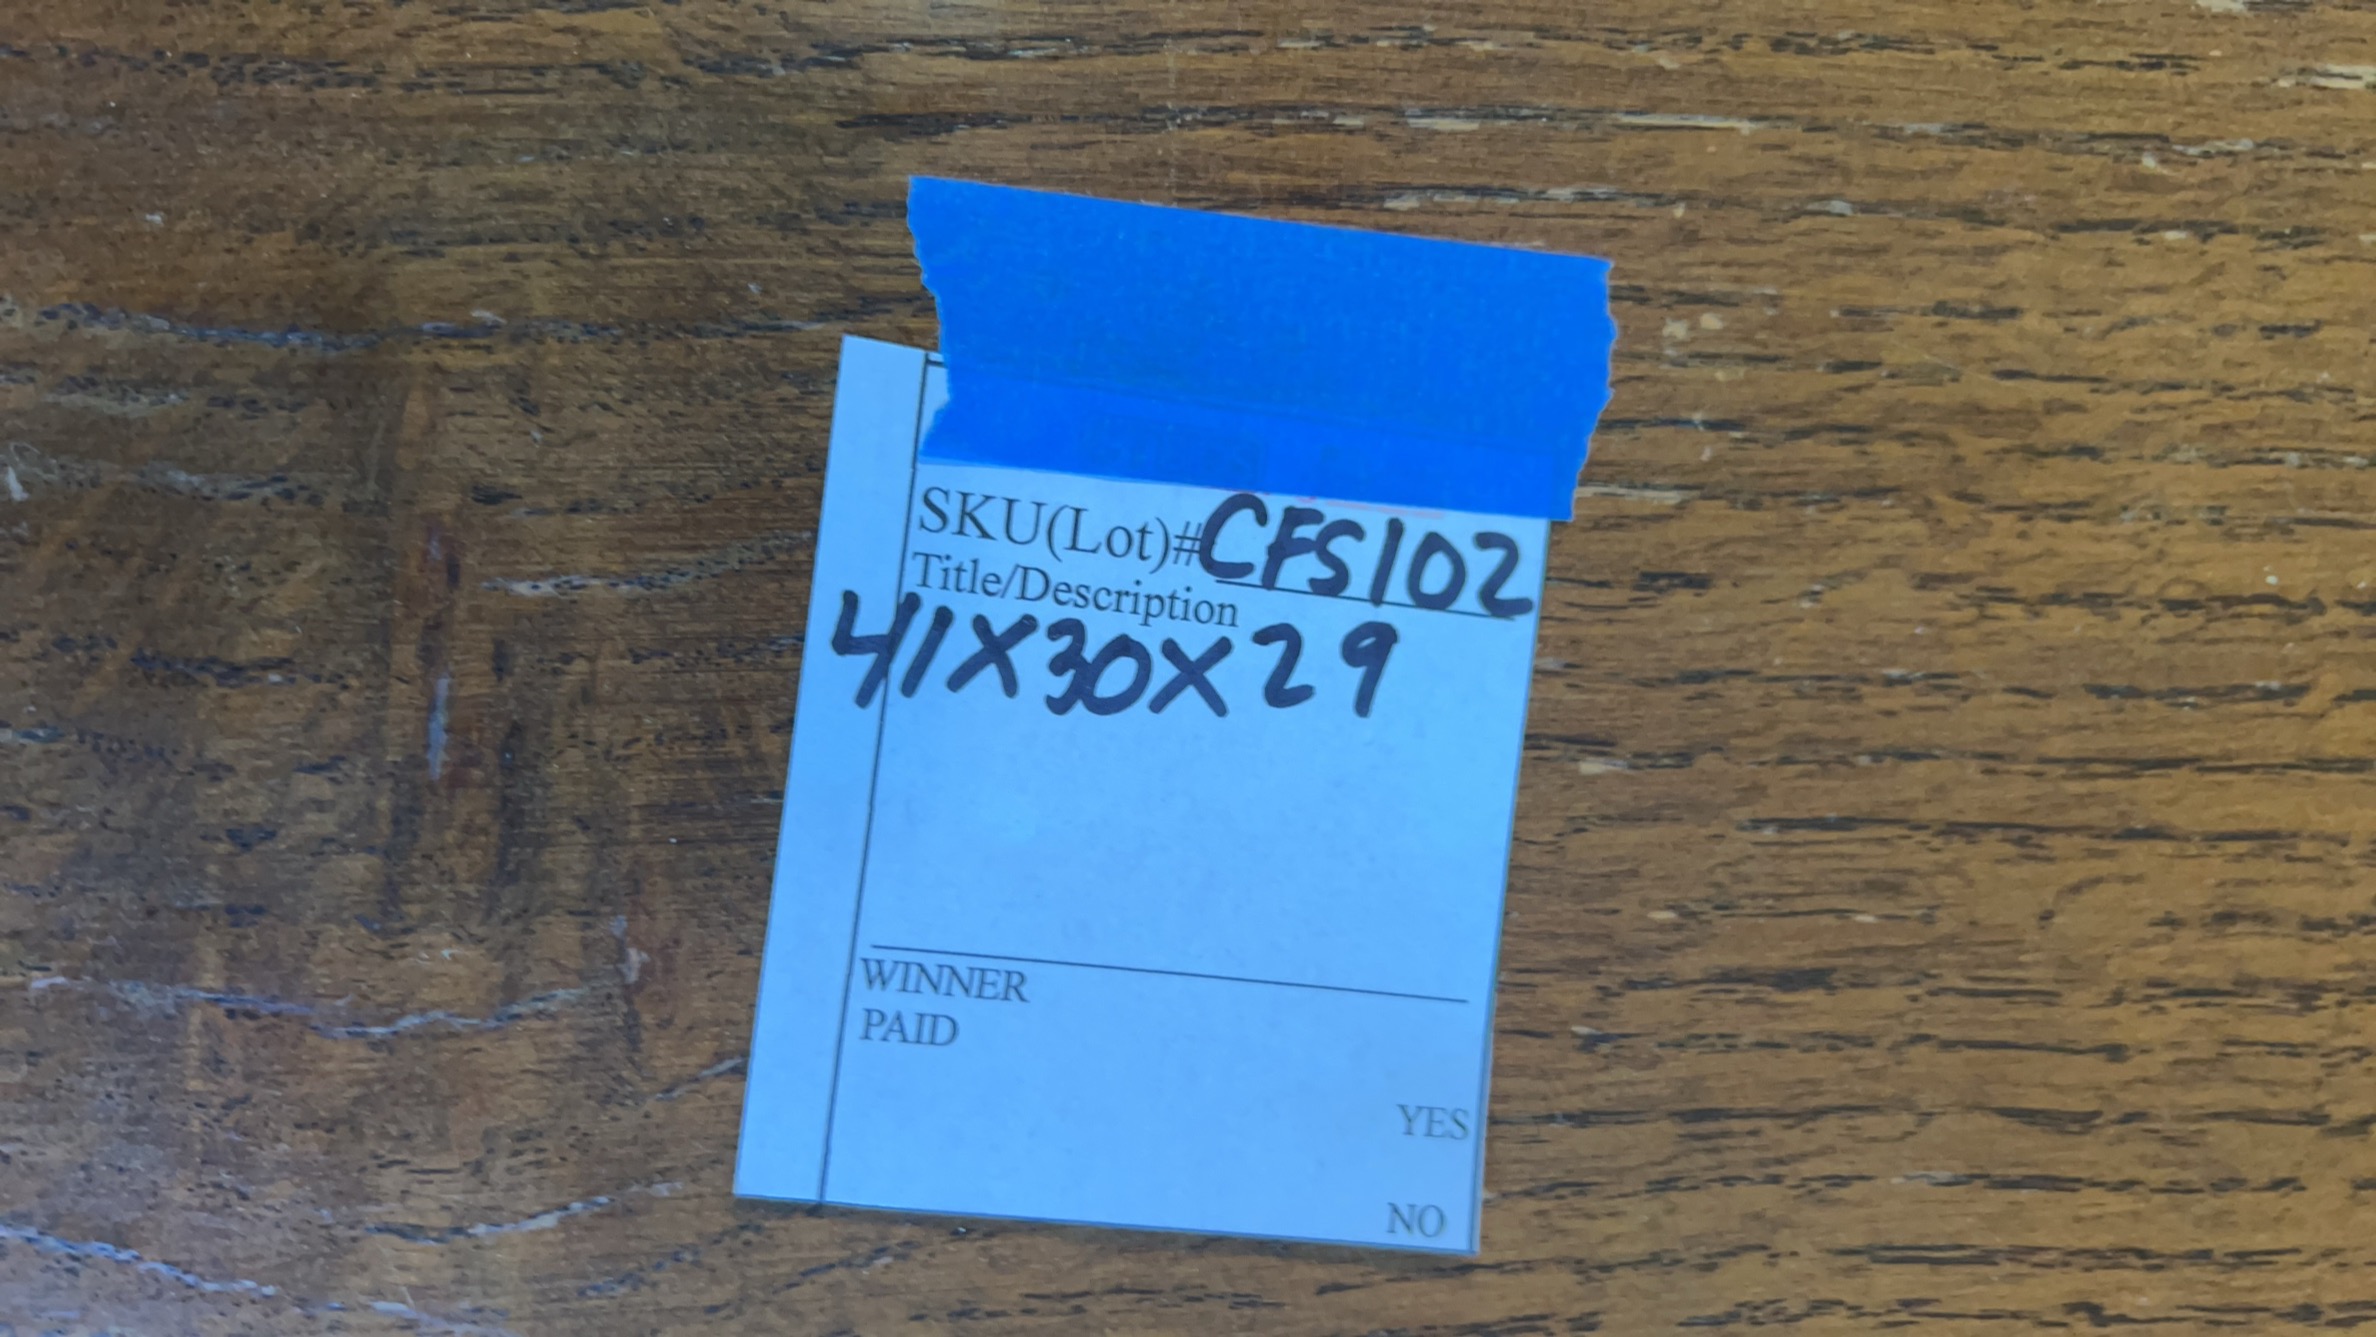 SKU(Lot)#CFS102
Title/Description
41X30X29
WINNER
PAID
YES
NO